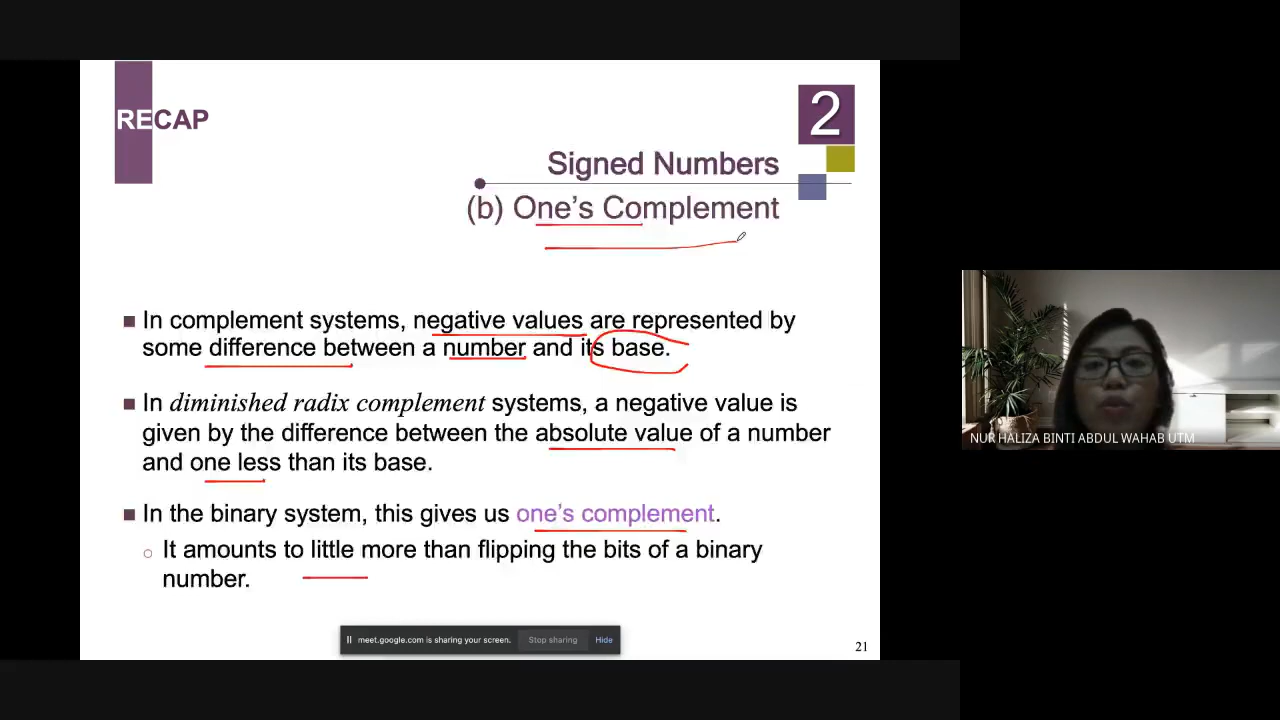 RECAP
2
Signed Numbers
(b) One's Complement
■ In complement systems, negative values are represented by
some difference between a number and its base.
■ In diminished radix complement systems, a negative value is
given by the difference between the absolute value of a number
and one less than its base.
■ In the binary system, this gives us one's complement.
○ It amounts to little more than flipping the bits of a binary
number.
NUR HALIZA BINTI ABDUL WAHAB UTM
meet.google.com is sharing your screen. Stop sharing Hide
21